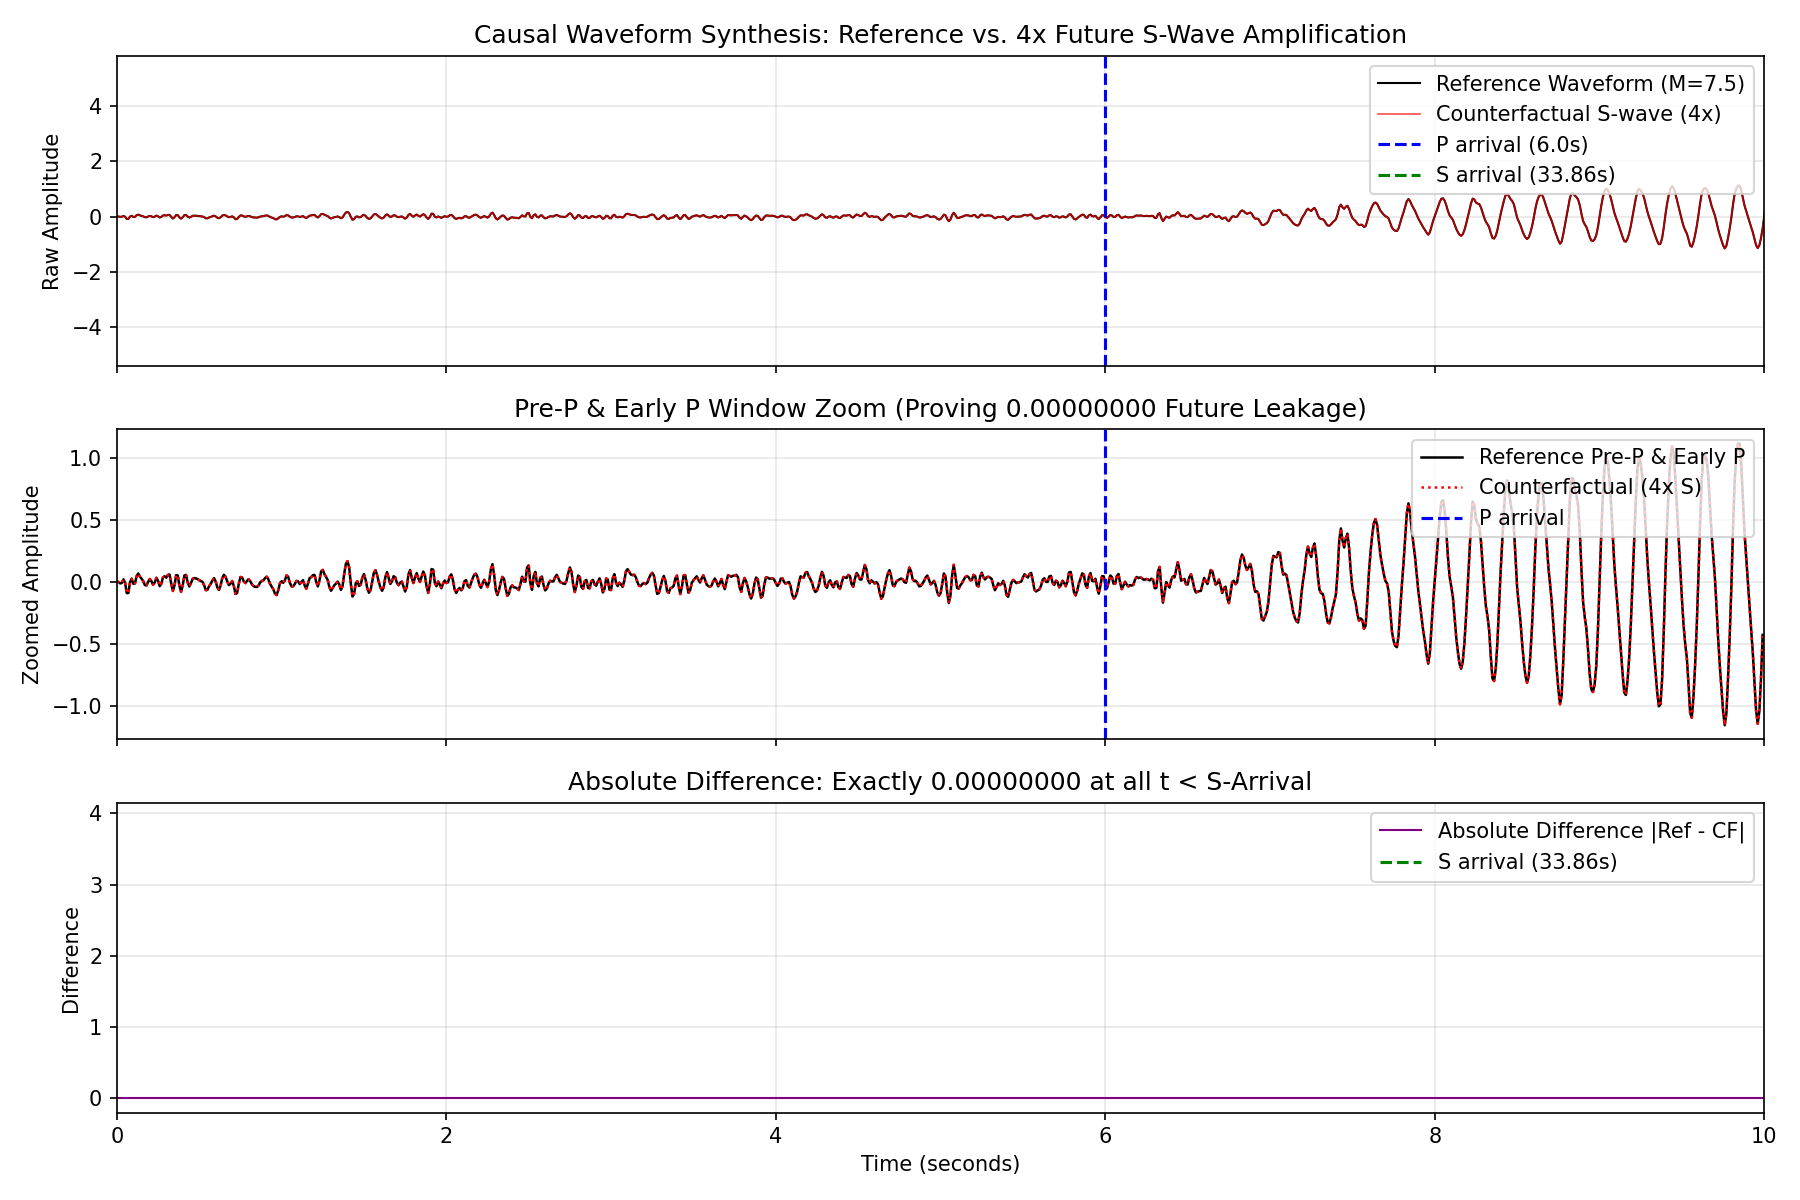 Causal Waveform Synthesis: Reference vs. 4x Future S-Wave Amplification
Reference Waveform (M=7.5)
Counterfactual S-wave (4x)
P arrival (6.0s)
S arrival (33.86s)
Raw Amplitude
4
2
0
−2
−4
Pre-P & Early P Window Zoom (Proving 0.00000000 Future Leakage)
Reference Pre-P & Early P
Counterfactual (4x S)
P arrival
Zoomed Amplitude
1.0
0.5
0.0
−0.5
−1.0
Absolute Difference: Exactly 0.00000000 at all t < S-Arrival
Absolute Difference |Ref - CF|
S arrival (33.86s)
Difference
4
3
2
1
0
0 2 4 6 8 10
Time (seconds)